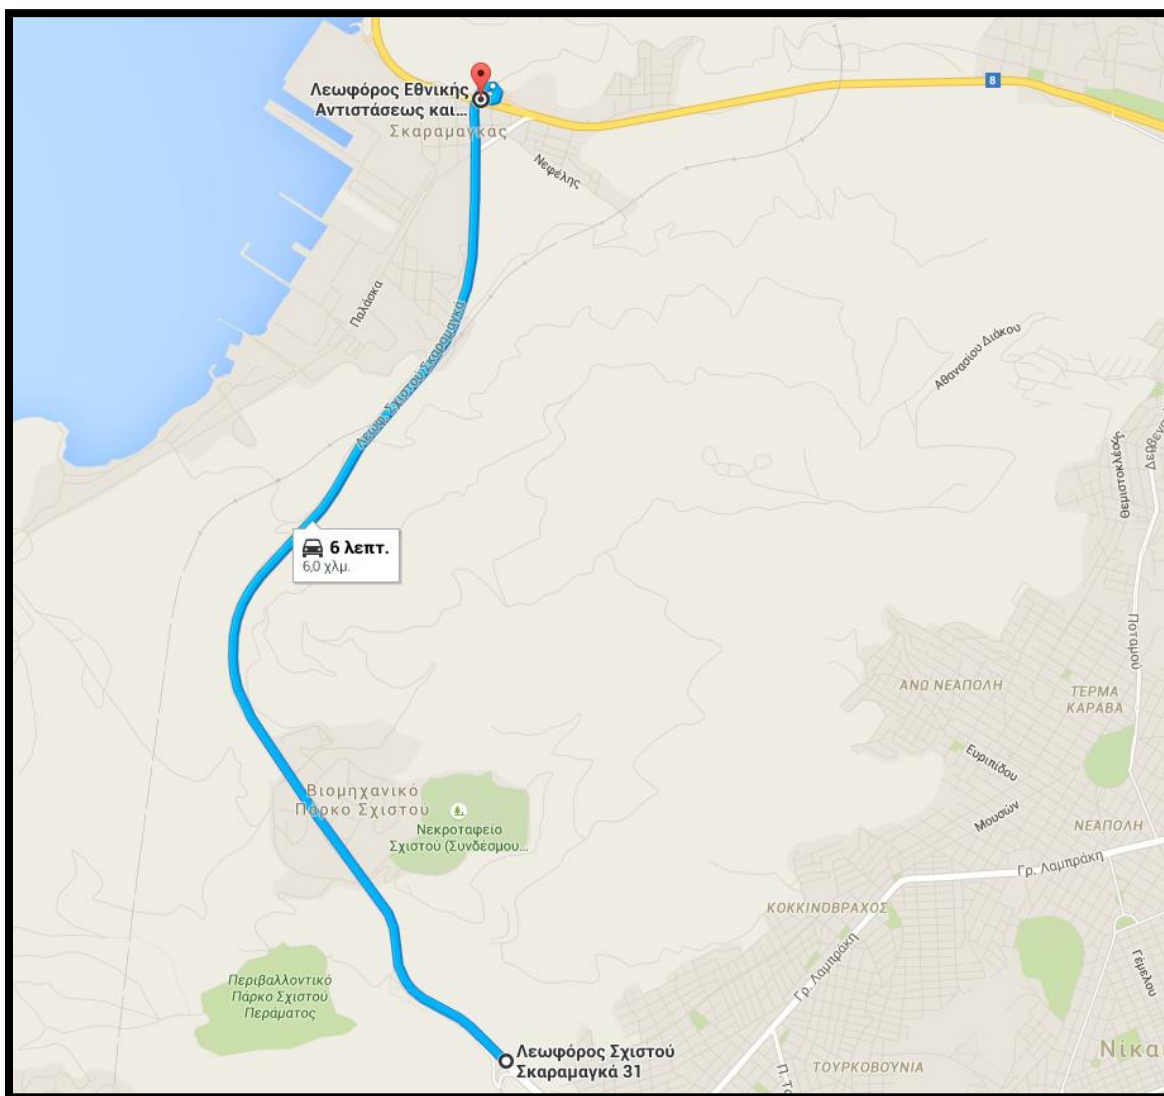 Λεωφόρος Εθνικής
Αντιστάσεως και...
Σκαραμαγκάς
8
Νεφέλης
Παλάσκα
Λεωφ. Σχιστού Σκαραμαγκά
Αθανασίου Διάκου
Θεμιστοκλέους
6 λεπτ.
6,0 χλμ.
Ποταμού
ΑΝΩ ΝΕΑΠΟΛΗ
ΤΕΡΜΑ
ΚΑΡΑΒΑ
Ευριπίδου
Βιομηχανικό
Πάρκο Σχιστού
Μουσών
ΝΕΑΠΟΛΗ
Νεκροταφείο
Σχιστού (Συνδέσμου...
Γρ. Λαμπράκη
ΚΟΚΚΙΝΟΒΡΑΧΟΣ
Γρ. Λαμπράκη
Γέμελου
Περιβαλλοντικό
Πάρκο Σχιστού
Περάματος
Λεωφόρος Σχιστού
Σκαραμαγκά 31
Νίκαι
ΤΟΥΡΚΟΒΟΥΝΙΑ